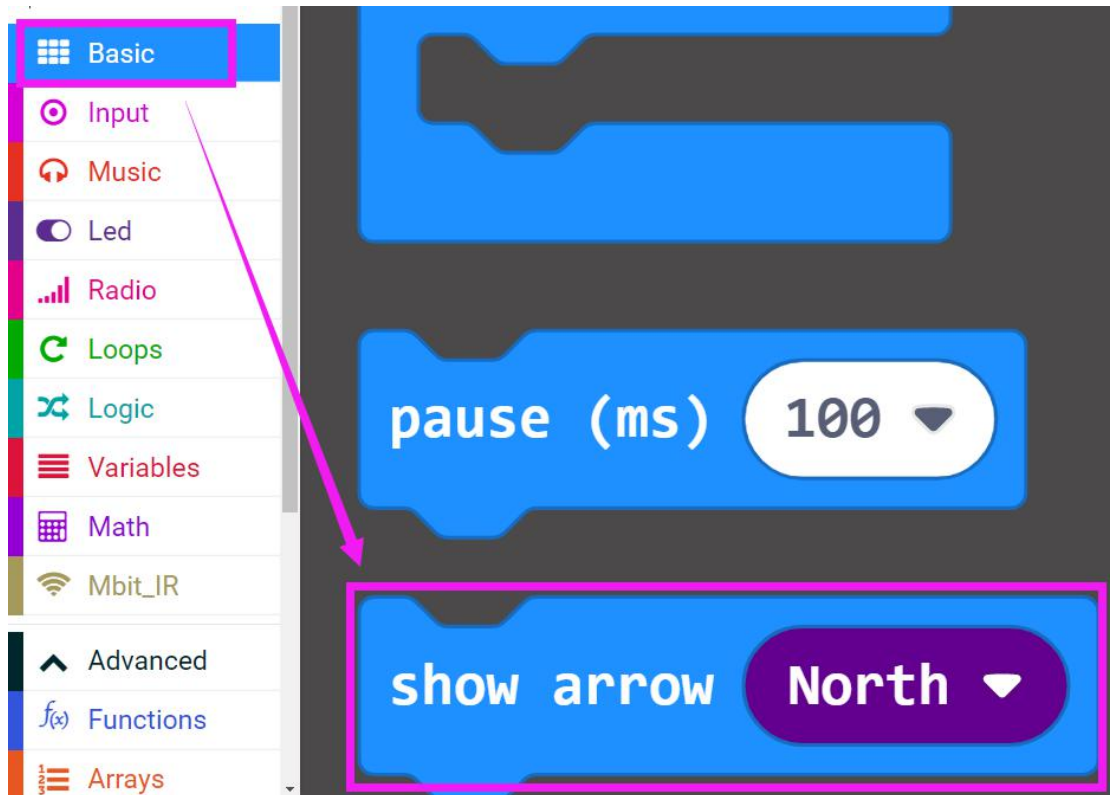 Basic
Input
Music
Led
Radio
Loops
Logic
Variables
Math
Mbit_IR
Advanced
f(x) Functions
Arrays
pause (ms) 100
show arrow North